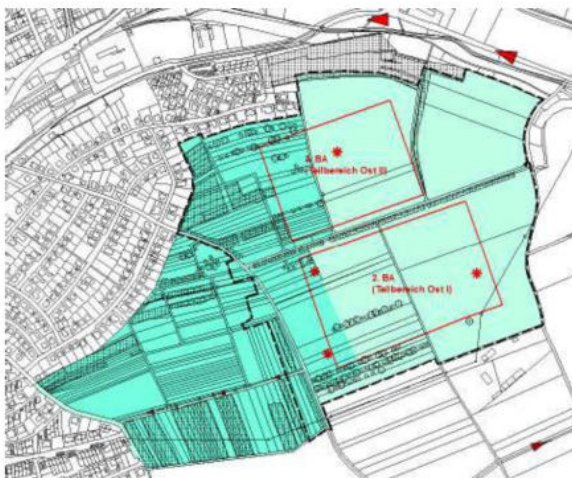 BA
(Teilbereich Ost II)
2. BA
(Teilbereich Ost I)